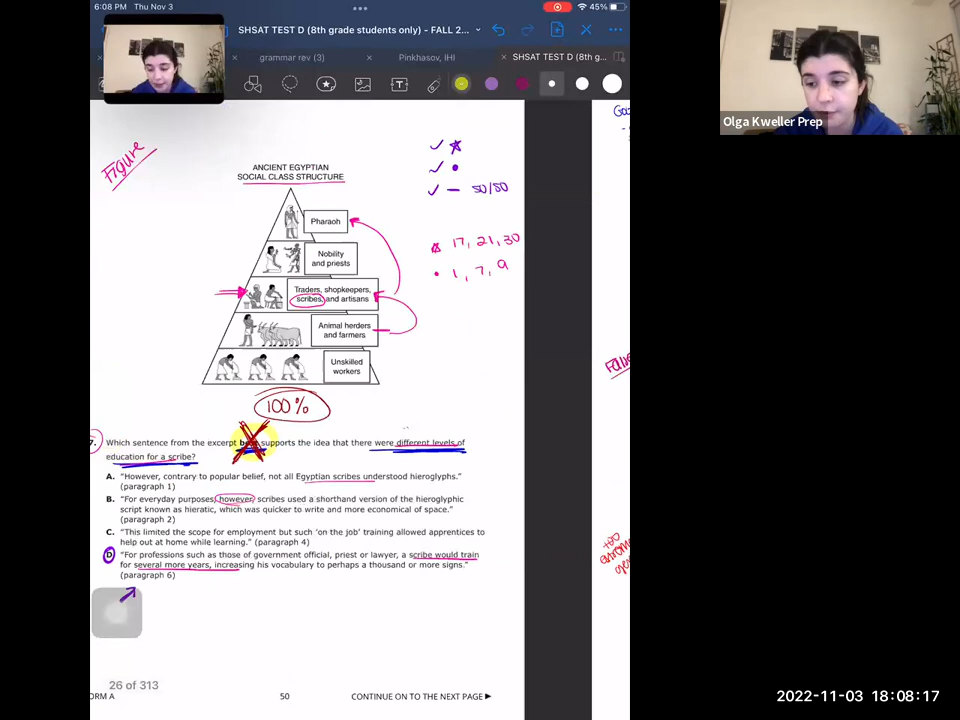 6:08 PM Thu Nov 3
45%
SHSAT TEST D (8th grade students only) - FALL 2...
grammar rev (3)
Pinkhasov, IHI
SHSAT TEST D (8th g...
Olga Kweller Prep
Figure
ANCIENT EGYPTIAN
SOCIAL CLASS STRUCTURE
50/50
17, 21, 30
1, 7, 9
Pharaoh
Nobility
and priests
Traders, shopkeepers,
scribes, and artisans
Animal herders
and farmers
Unskilled
workers
100%
7. Which sentence from the excerpt best supports the idea that there were different levels of
education for a scribe?
A. "However, contrary to popular belief, not all Egyptian scribes understood hieroglyphs."
(paragraph 1)
B. "For everyday purposes, however, scribes used a shorthand version of the hieroglyphic
script known as hieratic, which was quicker to write and more economical of space."
(paragraph 2)
C. "This limited the scope for employment but such 'on the job' training allowed apprentices to
help out at home while learning." (paragraph 4)
D "For professions such as those of government official, priest or lawyer, a scribe would train
for several more years, increasing his vocabulary to perhaps a thousand or more signs."
(paragraph 6)
26 of 313
ORM A
50
CONTINUE ON TO THE NEXT PAGE
2022-11-03 18:08:17